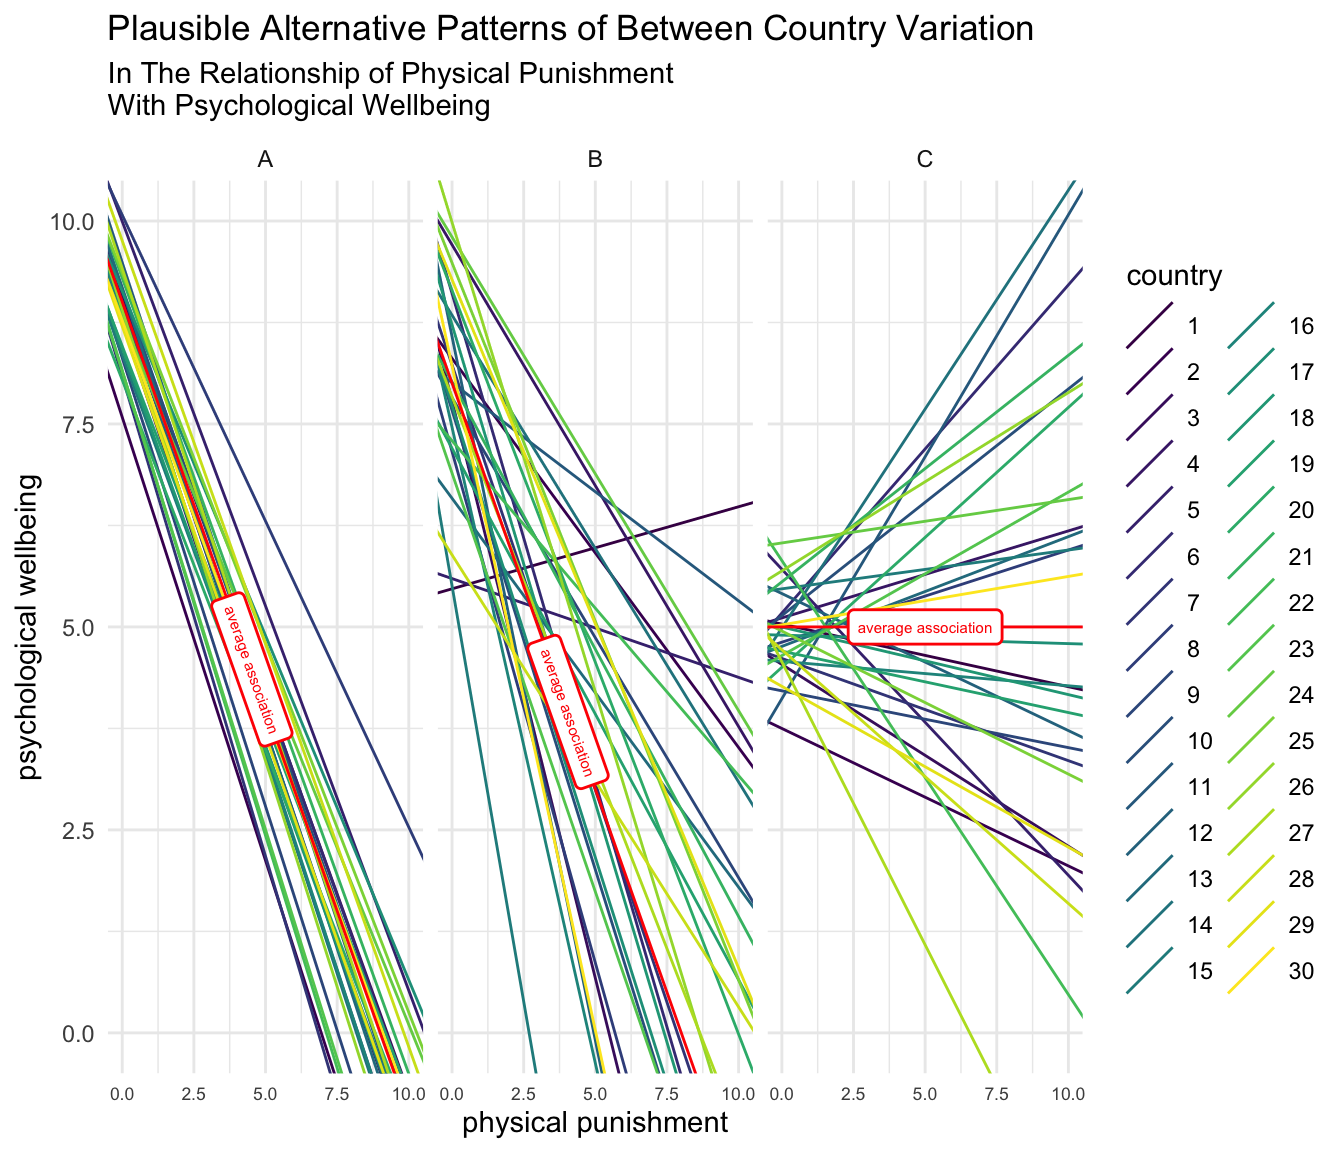 Plausible Alternative Patterns of Between Country Variation
In The Relationship of Physical Punishment
With Psychological Wellbeing
A
B
C
psychological wellbeing
10.0
7.5
5.0
2.5
0.0
average association
average association
average association
0.0 2.5 5.0 7.5 10.0
0.0 2.5 5.0 7.5 10.0
0.0 2.5 5.0 7.5 10.0
physical punishment
country
1
2
3
4
5
6
7
8
9
10
11
12
13
14
15
16
17
18
19
20
21
22
23
24
25
26
27
28
29
30